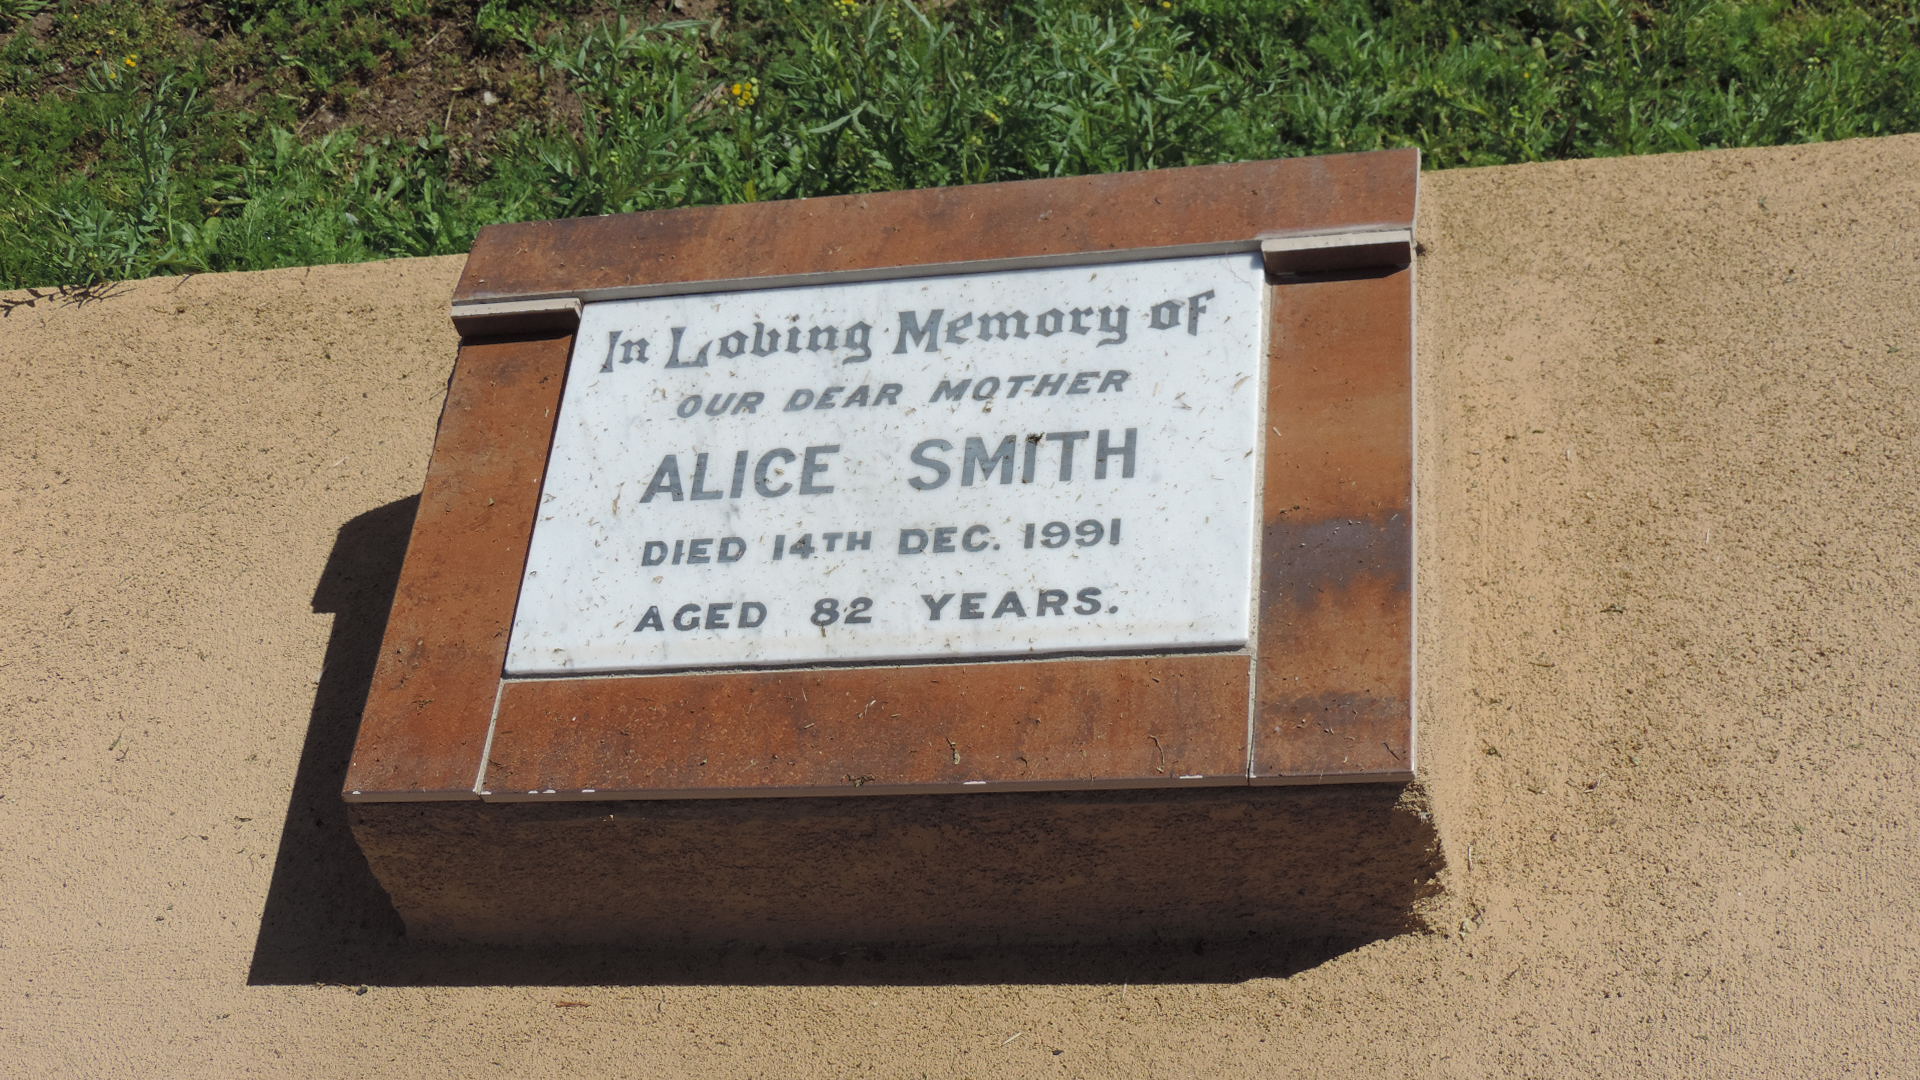 In Loving Memory of
OUR DEAR MOTHER
ALICE SMITH
DIED 14TH DEC. 1991
AGED 82 YEARS.